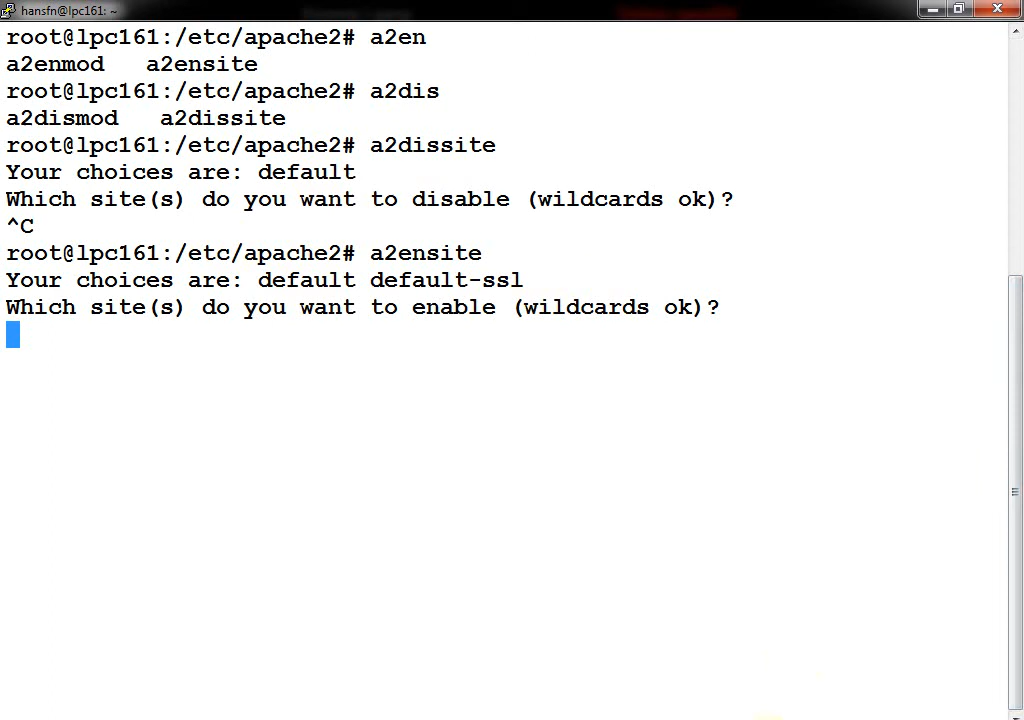 hansfn@lpc161: ~
root@lpc161:/etc/apache2# a2en
a2enmod   a2ensite
root@lpc161:/etc/apache2# a2dis
a2dismod   a2dissite
root@lpc161:/etc/apache2# a2dissite
Your choices are: default
Which site(s) do you want to disable (wildcards ok)?
^C
root@lpc161:/etc/apache2# a2ensite
Your choices are: default default-ssl
Which site(s) do you want to enable (wildcards ok)?